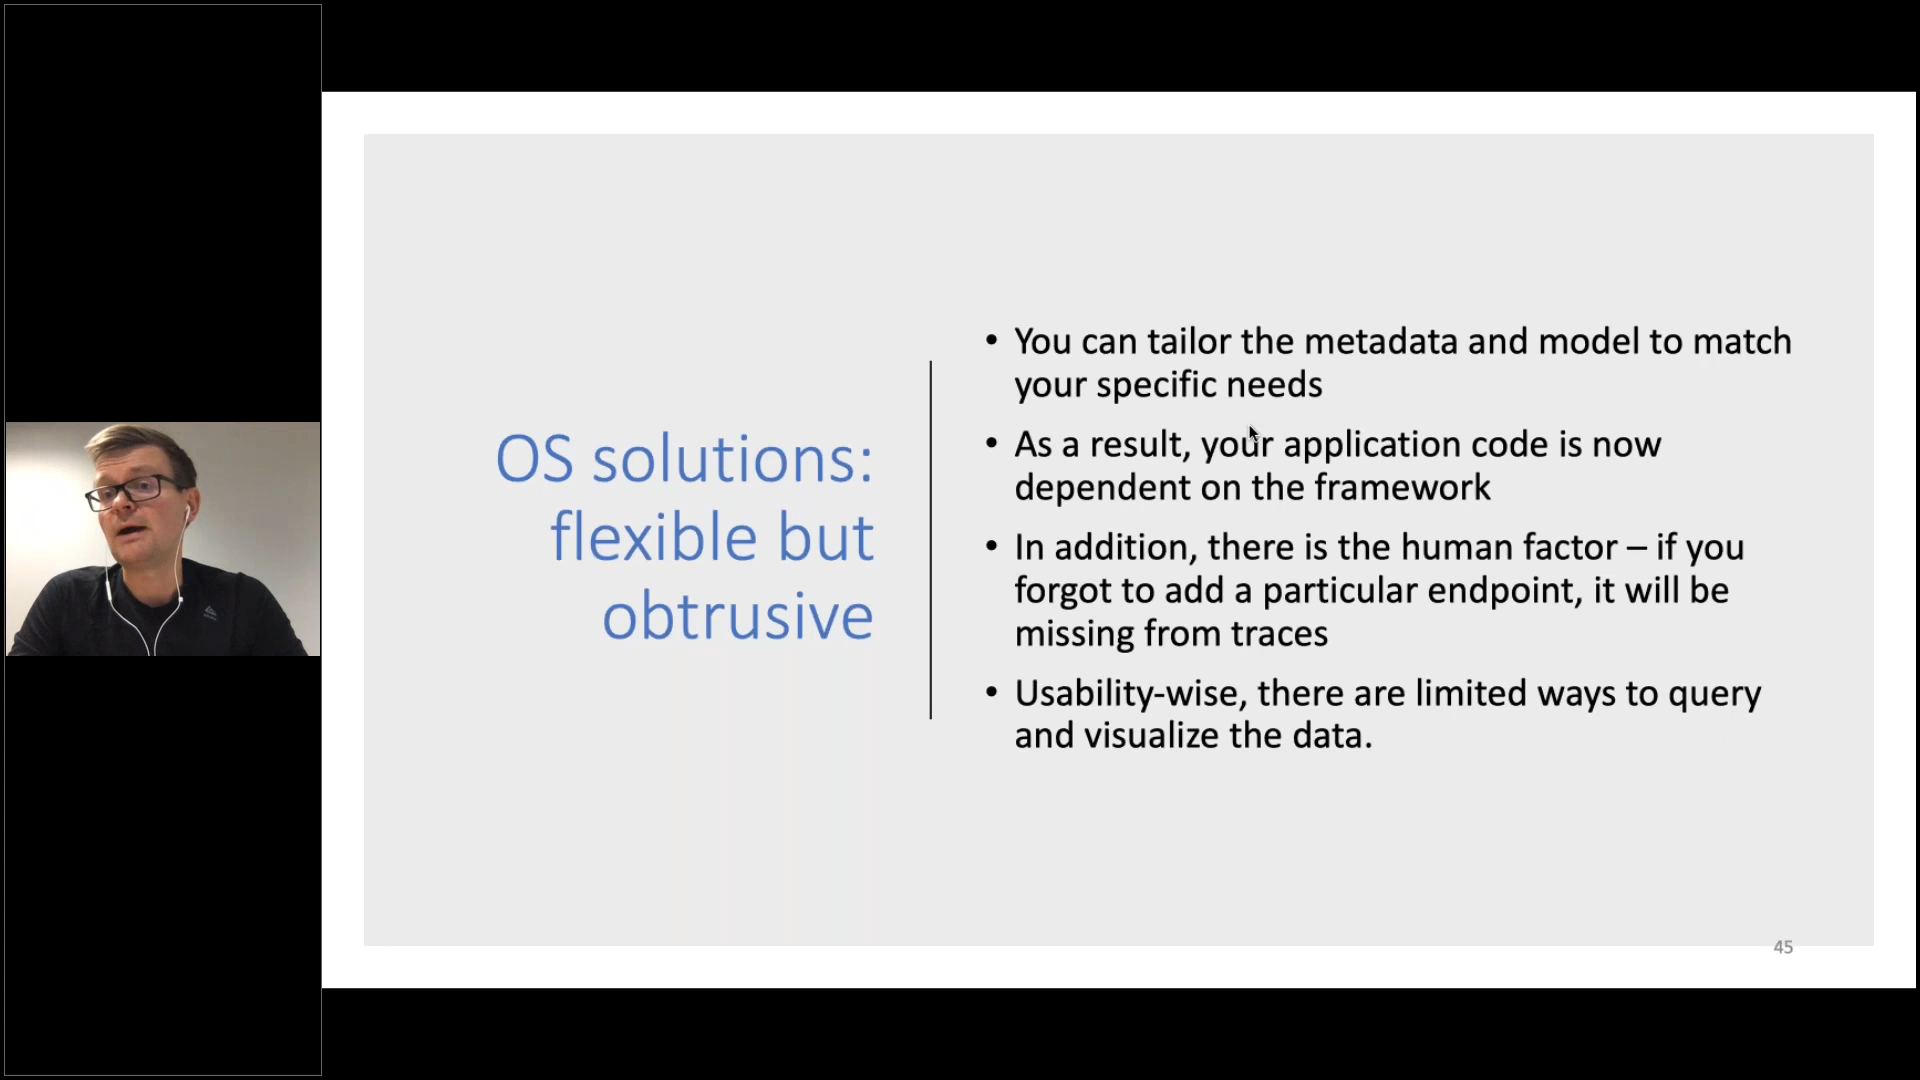 OS solutions:
flexible but
obtrusive
• You can tailor the metadata and model to match
your specific needs
• As a result, your application code is now
dependent on the framework
• In addition, there is the human factor – if you
forgot to add a particular endpoint, it will be
missing from traces
• Usability-wise, there are limited ways to query
and visualize the data.
45